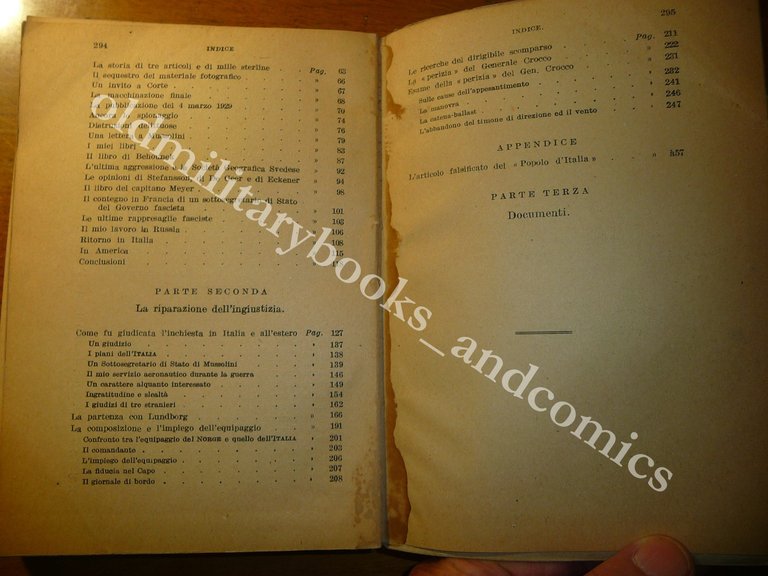 294 INDICE
La storia di tre articoli e di mille sterline Pag. 63
Il sequestro del materiale fotografico » 66
Un invito a Corte » 67
La macchinazione finale » 68
La pubblicazione del 4 marzo 1929 » 70
Ancora lo spionaggio » 74
» 76
Una lettera a Mussolini » 79
I miei libri » 83
Il libro di Behounek » 87
L'ultima aggressione La Società Geografica Svedese » 92
Le opinioni di Stefansson, di De Geer e di Eckener » 94
Il libro del capitano Meyer » 98
Il contegno in Francia di un sottosegretario di Stato
del Governo fascista » 101
Le ultime rappresaglie fasciste » 103
Il mio lavoro in Russia » 106
Ritorno in Italia » 108
In America » 115
Conclusioni »
PARTE SECONDA
La riparazione dell'ingiustizia.
Come fu giudicata l'inchiesta in Italia e all'estero Pag. 127
Un giudizio » 137
I piani dell'ITALIA » 138
Un Sottosegretario di Stato di Mussolini » 139
Il mio servizio aeronautico durante la guerra » 146
Un carattere alquanto interessato » 149
Ingratitudine e slealtà » 154
I giudizi di tre stranieri » 162
La partenza con Lundborg » 166
La composizione e l'impiego dell'equipaggio » 191
Confronto tra l'equipaggio del NORGE e quello dell'ITALIA » 201
Il comandante » 203
L'impiego dell'equipaggio » 206
La fiducia nel Capo » 207
Il giornale di bordo » 208
INDICE. 295
Pag. 211
Le ricerche del dirigibile scomparso » 222
La « perizia » del Generale Crocco » 231
Esame della « perizia » del Gen. Crocco » 232
Sulle cause dell'appesantimento » 241
La manovra » 246
La catena-ballast » 247
L'abbandono del timone di direzione ed il vento
APPENDICE
L'articolo falsificato del « Popolo d'Italia » » 257
PARTE TERZA
Documenti.
oldmilitarybooks_andcomics